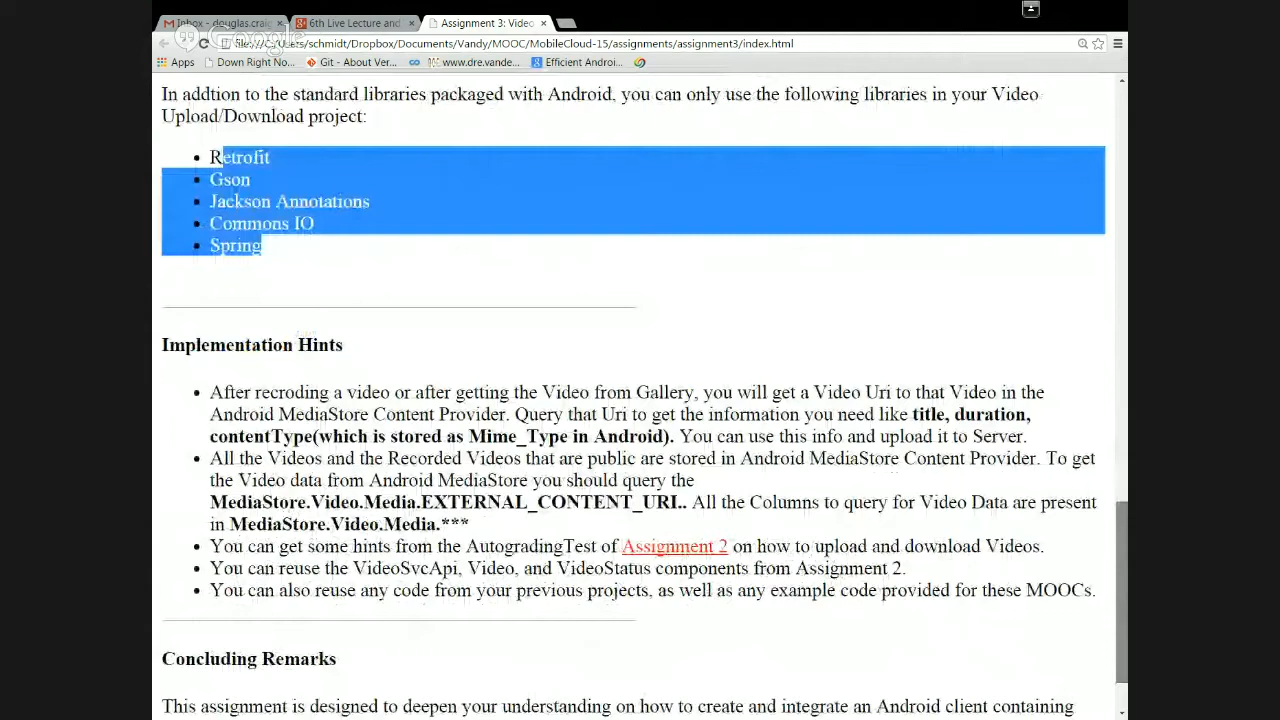 Inbox - douglas.craig
6th Live Lecture and
Assignment 3: Video
file:///C:/Users/schmidt/Dropbox/Documents/Vandy/MOOC/MobileCloud-15/assignments/assignment3/index.html
Apps
Down Right No...
Git - About Ver...
www.dre.vande...
Efficient Androi...
In addtion to the standard libraries packaged with Android, you can only use the following libraries in your Video
Upload/Download project:
Retrofit
Gson
Jackson Annotations
Commons IO
Spring
Implementation Hints
After recroding a video or after getting the Video from Gallery, you will get a Video Uri to that Video in the
Android MediaStore Content Provider. Query that Uri to get the information you need like title, duration,
contentType(which is stored as Mime_Type in Android). You can use this info and upload it to Server.
All the Videos and the Recorded Videos that are public are stored in Android MediaStore Content Provider. To get
the Video data from Android MediaStore you should query the
MediaStore.Video.Media.EXTERNAL_CONTENT_URI.. All the Columns to query for Video Data are present
in MediaStore.Video.Media.***
You can get some hints from the AutogradingTest of Assignment 2 on how to upload and download Videos.
You can reuse the VideoSvcApi, Video, and VideoStatus components from Assignment 2.
You can also reuse any code from your previous projects, as well as any example code provided for these MOOCs.
Concluding Remarks
This assignment is designed to deepen your understanding on how to create and integrate an Android client containing